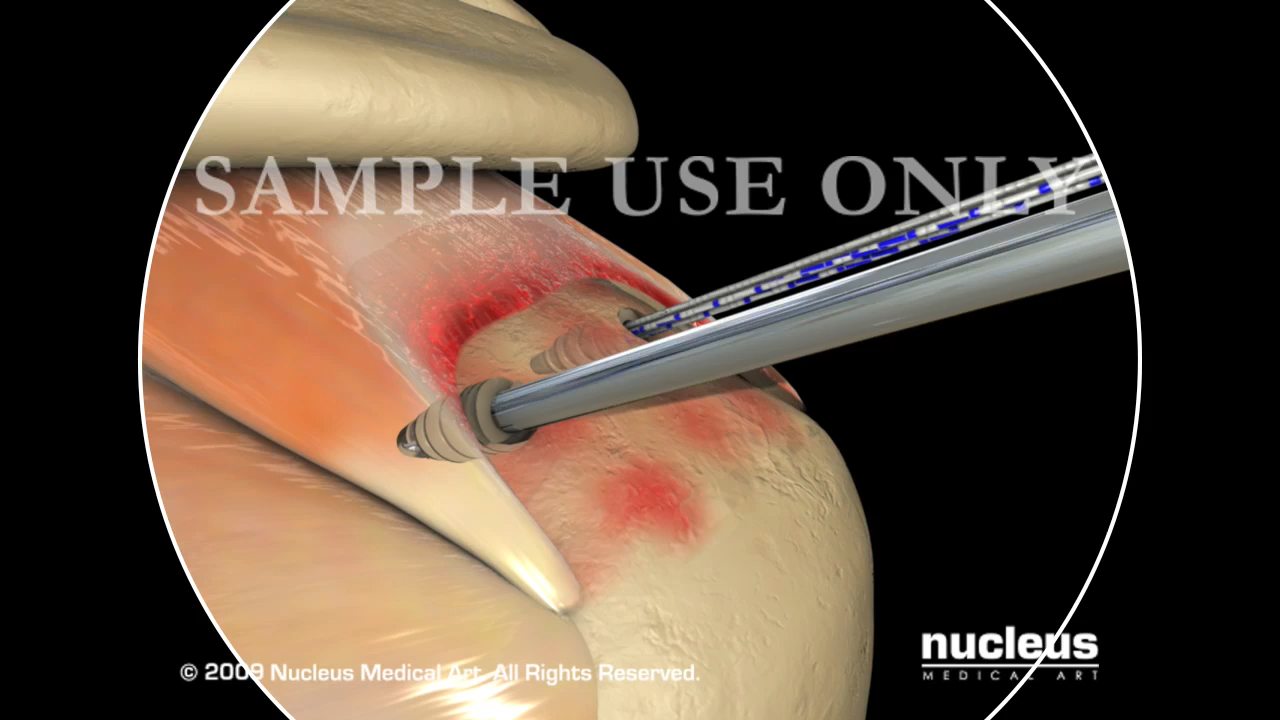 SAMPLE USE ONLY
nucleus
MEDICAL ART
© 2009 Nucleus Medical Art. All Rights Reserved.